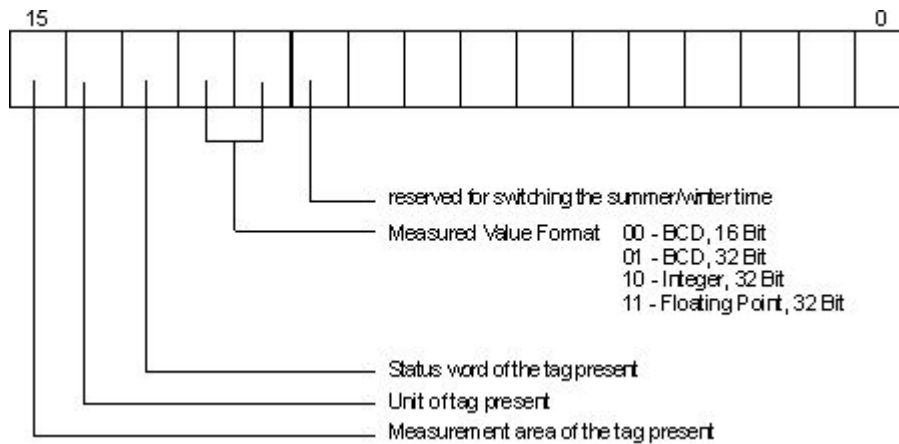 15 0
reserved for switching the summer/winter time
Measured Value Format 00 - BCD, 16 Bit
01 - BCD, 32 Bit
10 - Integer, 32 Bit
11 - Floating Point, 32 Bit
Status word of the tag present
Unit of tag present
Measurement area of the tag present